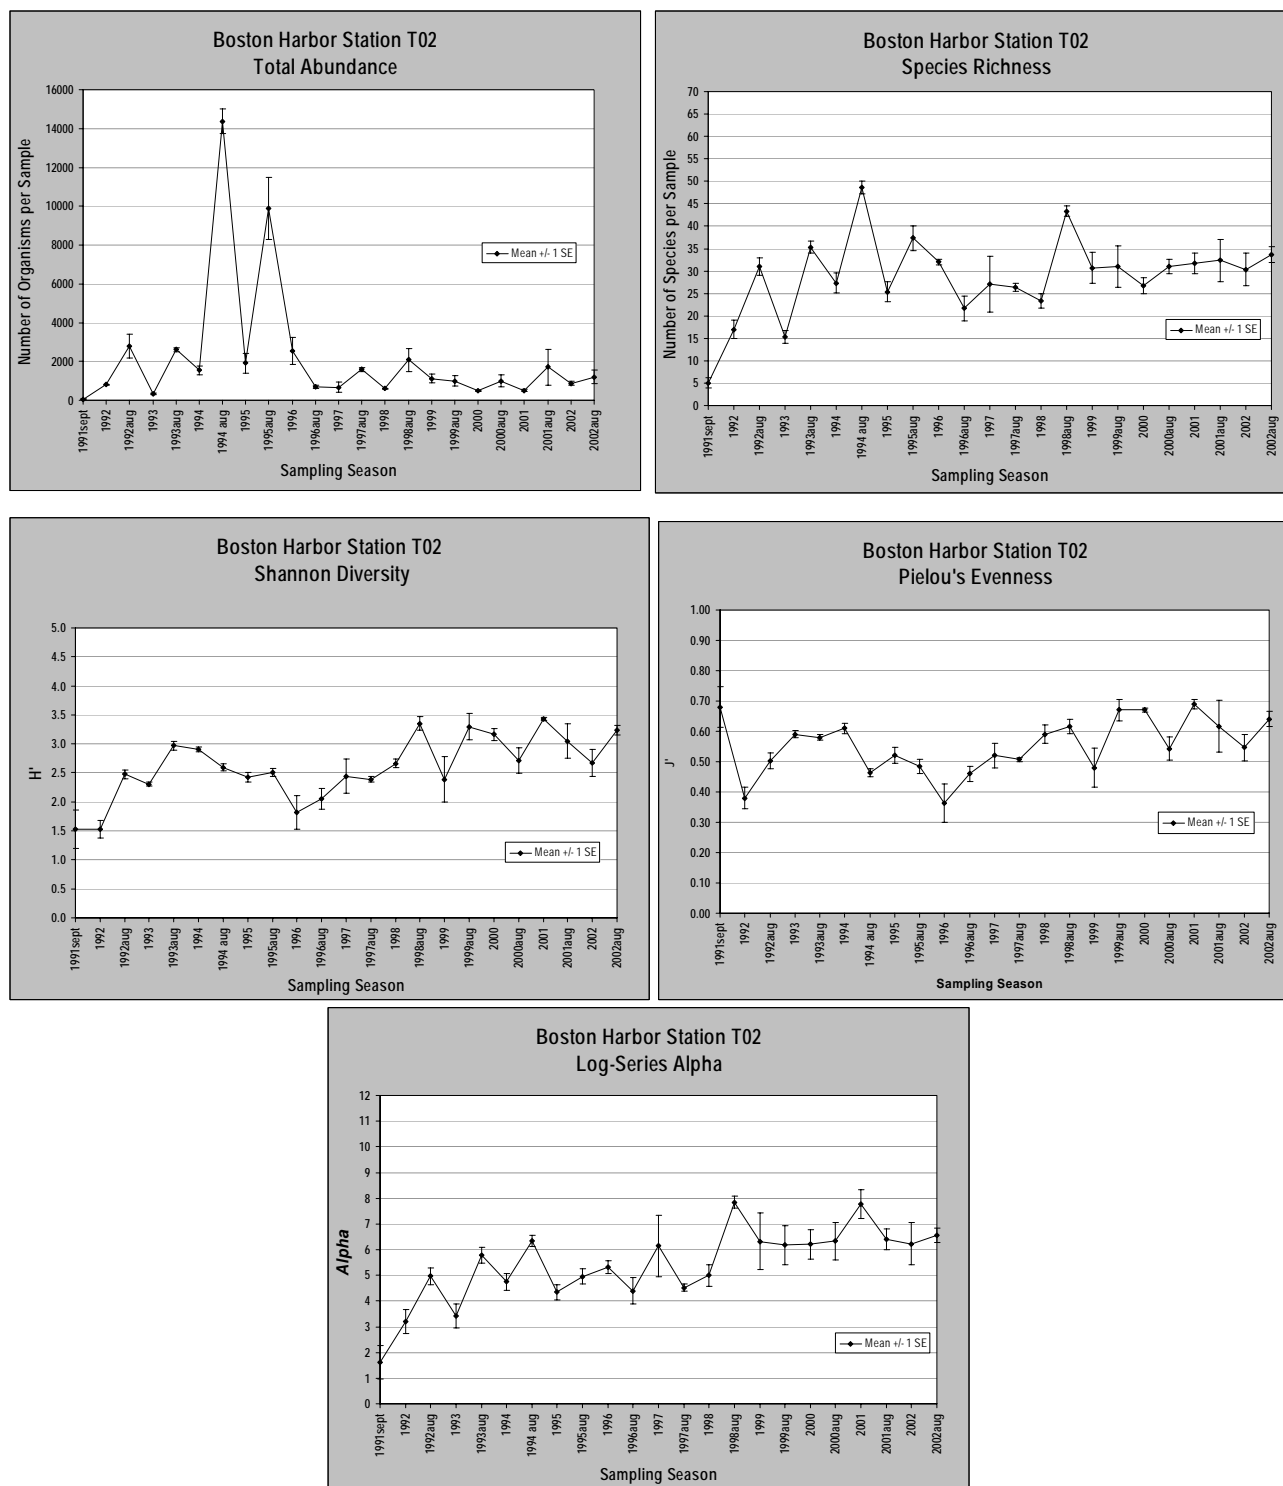 Boston Harbor Station T02
Total Abundance
16000
14000
12000
10000
8000
6000
4000
2000
0
Number of Organisms per Sample
Mean +/- 1 SE
1991sept
1992
1992aug
1993
1993aug
1994
1994 aug
1995
1995aug
1996
1996aug
1997
1997aug
1998
1998aug
1999
1999aug
2000
2000aug
2001
2001aug
2002
2002aug
Sampling Season
Boston Harbor Station T02
Species Richness
70
65
60
55
50
45
40
35
30
25
20
15
10
5
0
Number of Species per Sample
Mean +/- 1 SE
1991sept
1992
1992aug
1993
1993aug
1994
1994 aug
1995
1995aug
1996
1996aug
1997
1997aug
1998
1998aug
1999
1999aug
2000
2000aug
2001
2001aug
2002
2002aug
Sampling Season
Boston Harbor Station T02
Shannon Diversity
5.0
4.5
4.0
3.5
3.0
2.5
2.0
1.5
1.0
0.5
0.0
H'
Mean +/- 1 SE
1991sept
1992
1992aug
1993
1993aug
1994
1994 aug
1995
1995aug
1996
1996aug
1997
1997aug
1998
1998aug
1999
1999aug
2000
2000aug
2001
2001aug
2002
2002aug
Sampling Season
Boston Harbor Station T02
Pielou's Evenness
1.00
0.90
0.80
0.70
0.60
0.50
0.40
0.30
0.20
0.10
0.00
J'
Mean +/- 1 SE
1991sept
1992
1992aug
1993
1993aug
1994
1994 aug
1995
1995aug
1996
1996aug
1997
1997aug
1998
1998aug
1999
1999aug
2000
2000aug
2001
2001aug
2002
2002aug
Sampling Season
Boston Harbor Station T02
Log-Series Alpha
12
11
10
9
8
7
6
5
4
3
2
1
0
Alpha
Mean +/- 1 SE
1991sept
1992
1992aug
1993
1993aug
1994
1994 aug
1995
1995aug
1996
1996aug
1997
1997aug
1998
1998aug
1999
1999aug
2000
2000aug
2001
2001aug
2002
2002aug
Sampling Season